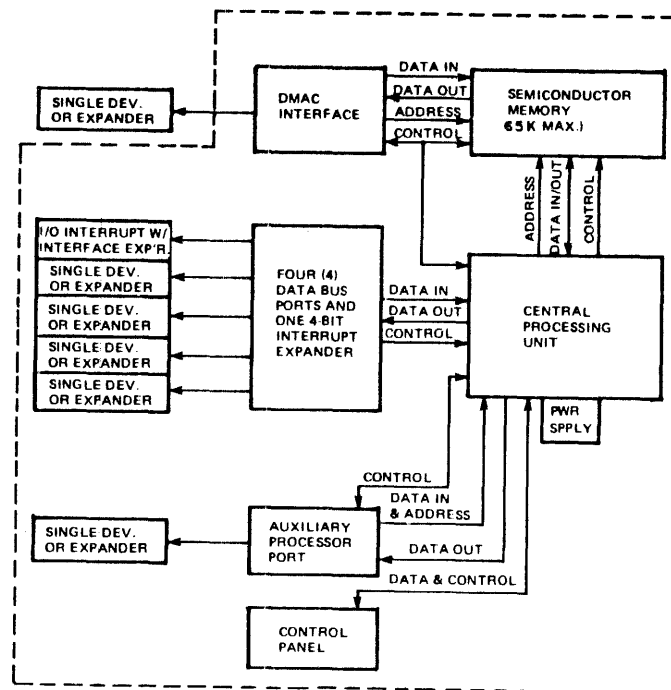 DATA IN
DATA OUT
ADDRESS
CONTROL
SINGLE DEV.
OR EXPANDER
DMAC
INTERFACE
SEMICONDUCTOR
MEMORY
65K MAX.)
ADDRESS
DATA IN/OUT
CONTROL
I/O INTERRUPT W/
INTERFACE EXP'R.
SINGLE DEV.
OR EXPANDER
SINGLE DEV.
OR EXPANDER
SINGLE DEV.
OR EXPANDER
SINGLE DEV.
OR EXPANDER
FOUR (4)
DATA BUS
PORTS AND
ONE 4-BIT
INTERRUPT
EXPANDER
DATA IN
DATA OUT
CONTROL
CENTRAL
PROCESSING
UNIT
PWR
SPPLY
CONTROL
DATA IN
& ADDRESS
SINGLE DEV.
OR EXPANDER
AUXILIARY
PROCESSOR
PORT
DATA OUT
DATA & CONTROL
CONTROL
PANEL